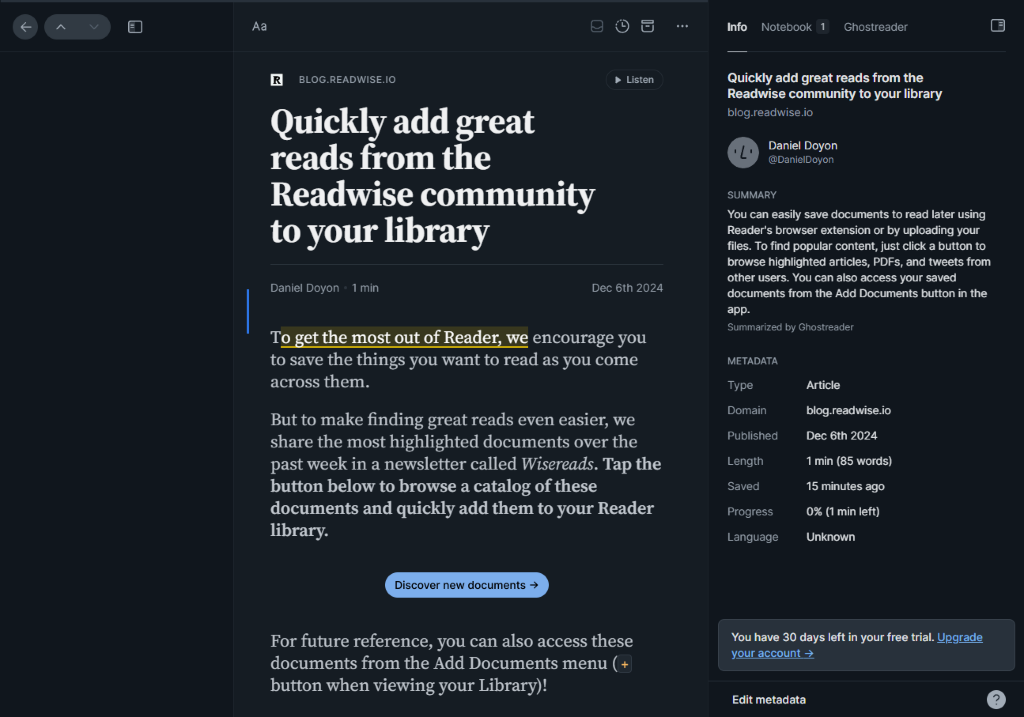 Aa
BLOG.READWISE.IO
Listen
Quickly add great
reads from the
Readwise community
to your library
Daniel Doyon · 1 min
Dec 6th 2024
To get the most out of Reader, we encourage you
to save the things you want to read as you come
across them.
But to make finding great reads even easier, we
share the most highlighted documents over the
past week in a newsletter called Wisereads. Tap the
button below to browse a catalog of these
documents and quickly add them to your Reader
library.
Discover new documents →
For future reference, you can also access these
documents from the Add Documents menu ( +
button when viewing your Library)!
Info
Notebook 1
Ghostreader
Quickly add great reads from the
Readwise community to your library
blog.readwise.io
Daniel Doyon
@DanielDoyon
SUMMARY
You can easily save documents to read later using
Reader's browser extension or by uploading your
files. To find popular content, just click a button to
browse highlighted articles, PDFs, and tweets from
other users. You can also access your saved
documents from the Add Documents button in the
app.
Summarized by Ghostreader
METADATA
Type Article
Domain blog.readwise.io
Published Dec 6th 2024
Length 1 min (85 words)
Saved 15 minutes ago
Progress 0% (1 min left)
Language Unknown
You have 30 days left in your free trial. Upgrade
your account →
Edit metadata
?